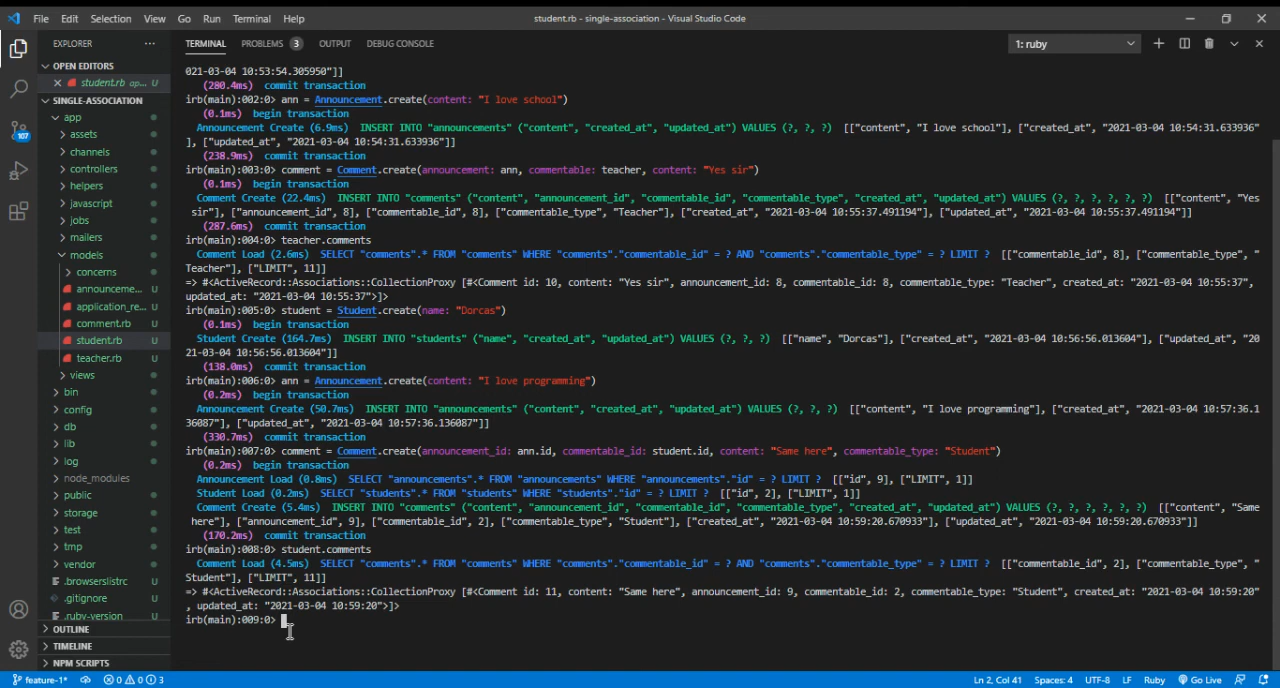 File Edit Selection View Go Run Terminal Help
student.rb - single-association - Visual Studio Code
EXPLORER
OPEN EDITORS
student.rb ap... U
SINGLE-ASSOCIATION
app
assets
channels
controllers
helpers
javascript
jobs
mailers
models
concerns
announceme... U
application_re... U
comment.rb U
student.rb U
teacher.rb U
views
bin
config
db
lib
log
node_modules
public
storage
test
tmp
vendor
.browserslistrc U
.gitignore U
.ruby-version U
OUTLINE
TIMELINE
NPM SCRIPTS
107
TERMINAL PROBLEMS 3 OUTPUT DEBUG CONSOLE
1: ruby
021-03-04 10:53:54.305950"]]
(280.4ms) commit transaction
irb(main):002:0> ann = Announcement.create(content: "I love school")
(0.1ms) begin transaction
Announcement Create (6.9ms) INSERT INTO "announcements" ("content", "created_at", "updated_at") VALUES (?, ?, ?) [["content", "I love school"], ["created_at", "2021-03-04 10:54:31.633936"
], ["updated_at", "2021-03-04 10:54:31.633936"]]
(238.9ms) commit transaction
irb(main):003:0> comment = Comment.create(announcement: ann, commentable: teacher, content: "Yes sir")
(0.1ms) begin transaction
Comment Create (22.4ms) INSERT INTO "comments" ("content", "announcement_id", "commentable_id", "commentable_type", "created_at", "updated_at") VALUES (?, ?, ?, ?, ?, ?) [["content", "Yes
sir"], ["announcement_id", 8], ["commentable_id", 8], ["commentable_type", "Teacher"], ["created_at", "2021-03-04 10:55:37.491194"], ["updated_at", "2021-03-04 10:55:37.491194"]]
(287.6ms) commit transaction
irb(main):004:0> teacher.comments
Comment Load (2.6ms) SELECT "comments".* FROM "comments" WHERE "comments"."commentable_id" = ? AND "comments"."commentable_type" = ? LIMIT ? [["commentable_id", 8], ["commentable_type", "
Teacher"], ["LIMIT", 11]]
=> #<ActiveRecord::Associations::CollectionProxy [#<Comment id: 10, content: "Yes sir", announcement_id: 8, commentable_id: 8, commentable_type: "Teacher", created_at: "2021-03-04 10:55:37",
updated_at: "2021-03-04 10:55:37">]>
irb(main):005:0> student = Student.create(name: "Dorcas")
(0.1ms) begin transaction
Student Create (164.7ms) INSERT INTO "students" ("name", "created_at", "updated_at") VALUES (?, ?, ?) [["name", "Dorcas"], ["created_at", "2021-03-04 10:56:56.013604"], ["updated_at", "20
21-03-04 10:56:56.013604"]]
(138.0ms) commit transaction
irb(main):006:0> ann = Announcement.create(content: "I love programming")
(0.2ms) begin transaction
Announcement Create (50.7ms) INSERT INTO "announcements" ("content", "created_at", "updated_at") VALUES (?, ?, ?) [["content", "I love programming"], ["created_at", "2021-03-04 10:57:36.1
36087"], ["updated_at", "2021-03-04 10:57:36.136087"]]
(330.7ms) commit transaction
irb(main):007:0> comment = Comment.create(announcement_id: ann.id, commentable_id: student.id, content: "Same here", commentable_type: "Student")
(0.2ms) begin transaction
Announcement Load (0.8ms) SELECT "announcements".* FROM "announcements" WHERE "announcements"."id" = ? LIMIT ? [["id", 9], ["LIMIT", 1]]
Student Load (0.2ms) SELECT "students".* FROM "students" WHERE "students"."id" = ? LIMIT ? [["id", 2], ["LIMIT", 1]]
Comment Create (5.4ms) INSERT INTO "comments" ("content", "announcement_id", "commentable_id", "commentable_type", "created_at", "updated_at") VALUES (?, ?, ?, ?, ?, ?) [["content", "Same
here"], ["announcement_id", 9], ["commentable_id", 2], ["commentable_type", "Student"], ["created_at", "2021-03-04 10:59:20.670933"], ["updated_at", "2021-03-04 10:59:20.670933"]]
(170.2ms) commit transaction
irb(main):008:0> student.comments
Comment Load (4.5ms) SELECT "comments".* FROM "comments" WHERE "comments"."commentable_id" = ? AND "comments"."commentable_type" = ? LIMIT ? [["commentable_id", 2], ["commentable_type", "
Student"], ["LIMIT", 11]]
=> #<ActiveRecord::Associations::CollectionProxy [#<Comment id: 11, content: "Same here", announcement_id: 9, commentable_id: 2, commentable_type: "Student", created_at: "2021-03-04 10:59:20"
, updated_at: "2021-03-04 10:59:20">]>
irb(main):009:0>
feature-1* 0 0 3
Ln 2, Col 41 Spaces: 4 UTF-8 LF Ruby Go Live